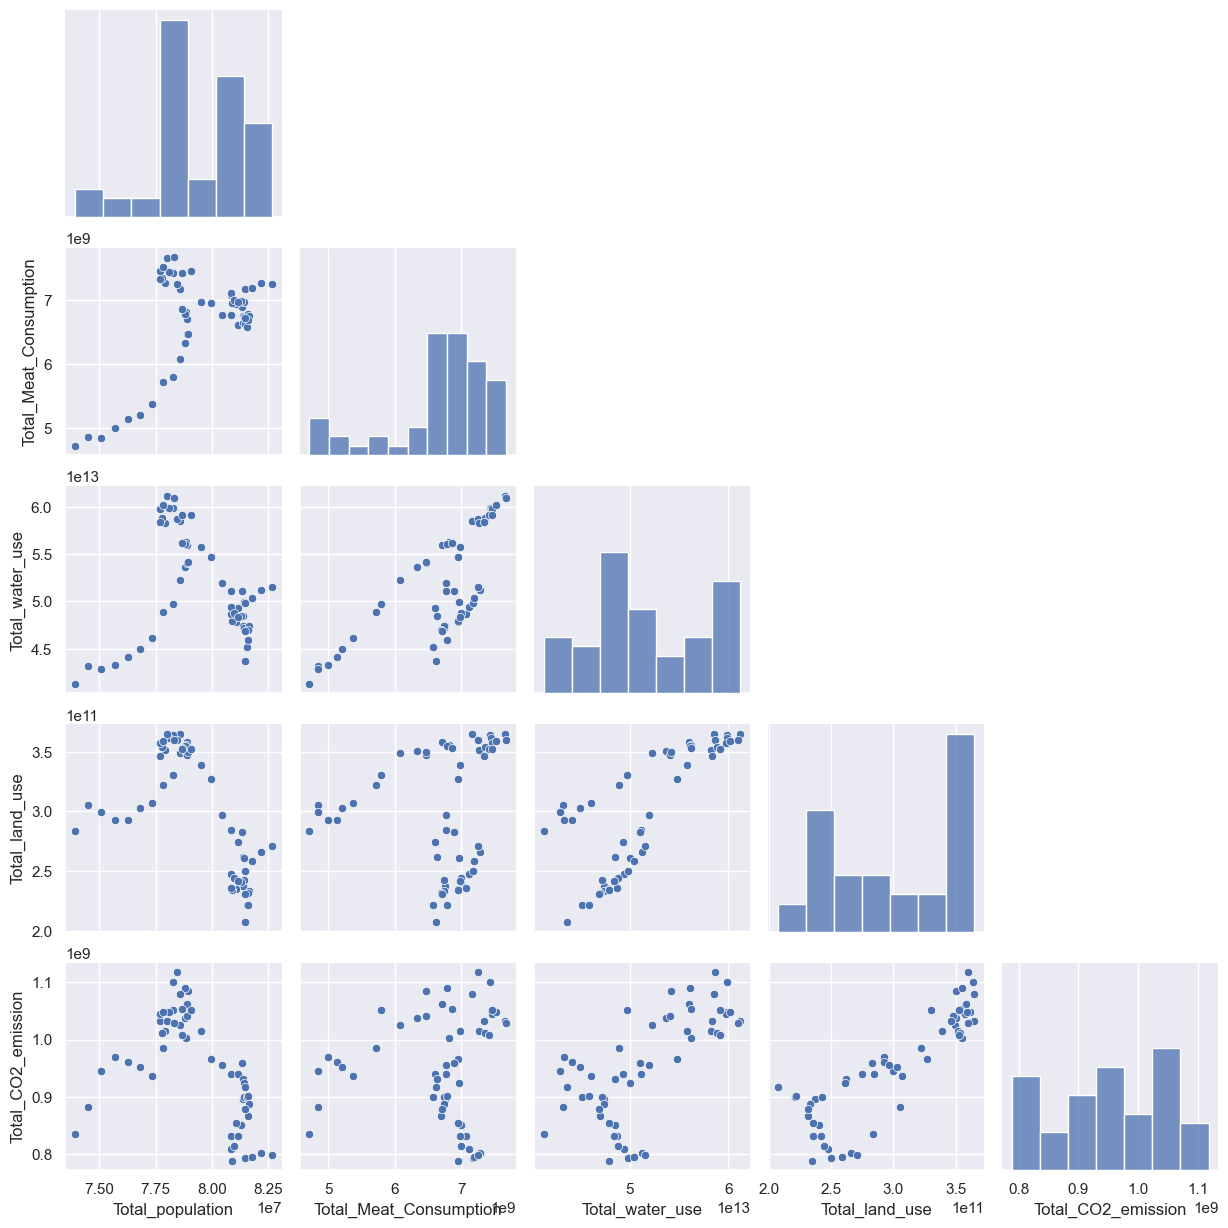 1e9
Total_Meat_Consumption
7
6
5
1e13
Total_water_use
6.0
5.5
5.0
4.5
1e11
Total_land_use
3.5
3.0
2.5
2.0
1e9
Total_CO2_emission
1.1
1.0
0.9
0.8
7.50 7.75 8.00 8.25 5 6 7 5 6 2.0 2.5 3.0 3.5 0.8 0.9 1.0 1.1
1e7 1e9 1e13 1e11 1e9
Total_population Total_Meat_Consumption Total_water_use Total_land_use Total_CO2_emission